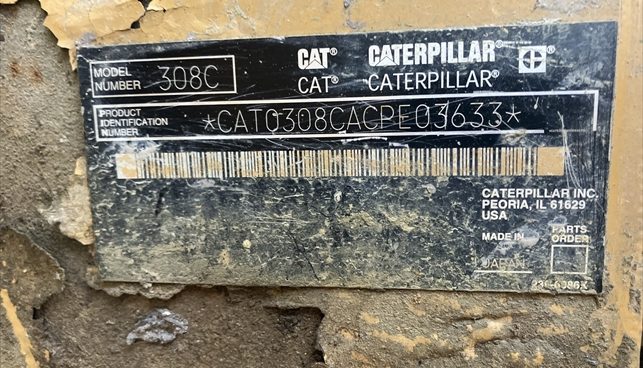 CAT® CATERPILLAR®
CAT® CATERPILLAR®
MODEL NUMBER 308C
PRODUCT IDENTIFICATION NUMBER *CAT0308CACPE03633*
CATERPILLAR INC.
PEORIA, IL 61629
USA
MADE IN JAPAN
PARTS ORDER